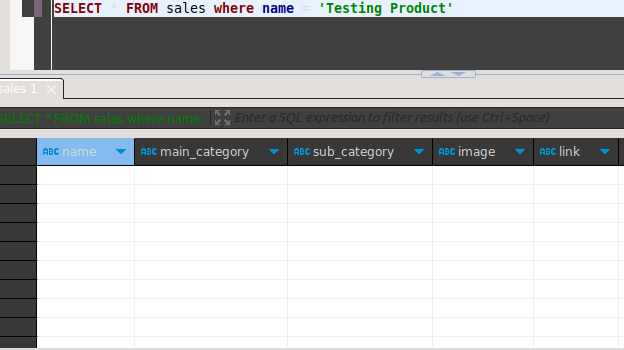 SELECT * FROM sales where name = 'Testing Product'
sales 1
SELECT * FROM sales where name = Enter a SQL expression to filter results (use Ctrl+Space)
ABC name ABC main_category ABC sub_category ABC image ABC link